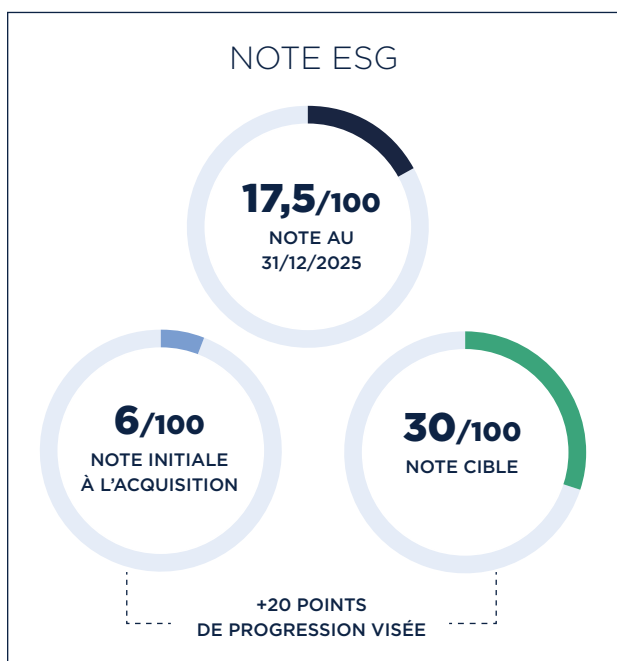 NOTE ESG
17,5/100
NOTE AU
31/12/2025
6/100
NOTE INITIALE
À L'ACQUISITION
30/100
NOTE CIBLE
+20 POINTS
DE PROGRESSION VISÉE